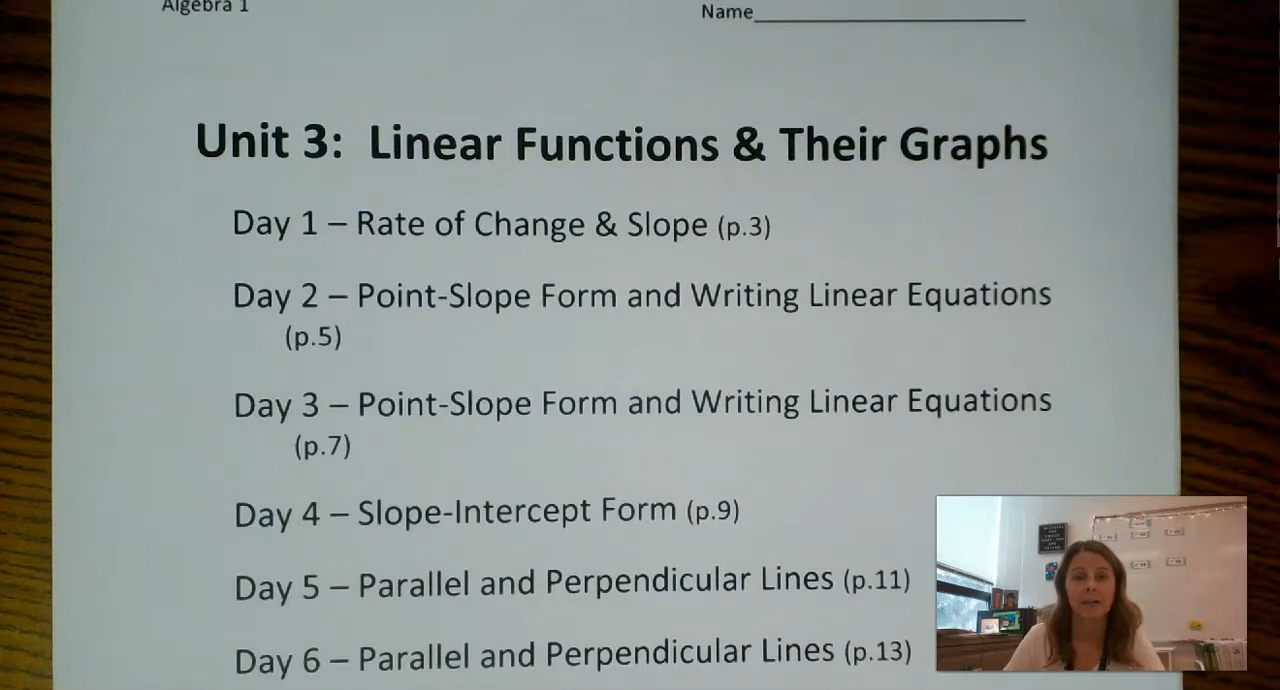 Algebra 1
Name
Unit 3: Linear Functions & Their Graphs
Day 1 – Rate of Change & Slope (p.3)
Day 2 – Point-Slope Form and Writing Linear Equations
(p.5)
Day 3 – Point-Slope Form and Writing Linear Equations
(p.7)
Day 4 – Slope-Intercept Form (p.9)
Day 5 – Parallel and Perpendicular Lines (p.11)
Day 6 – Parallel and Perpendicular Lines (p.13)